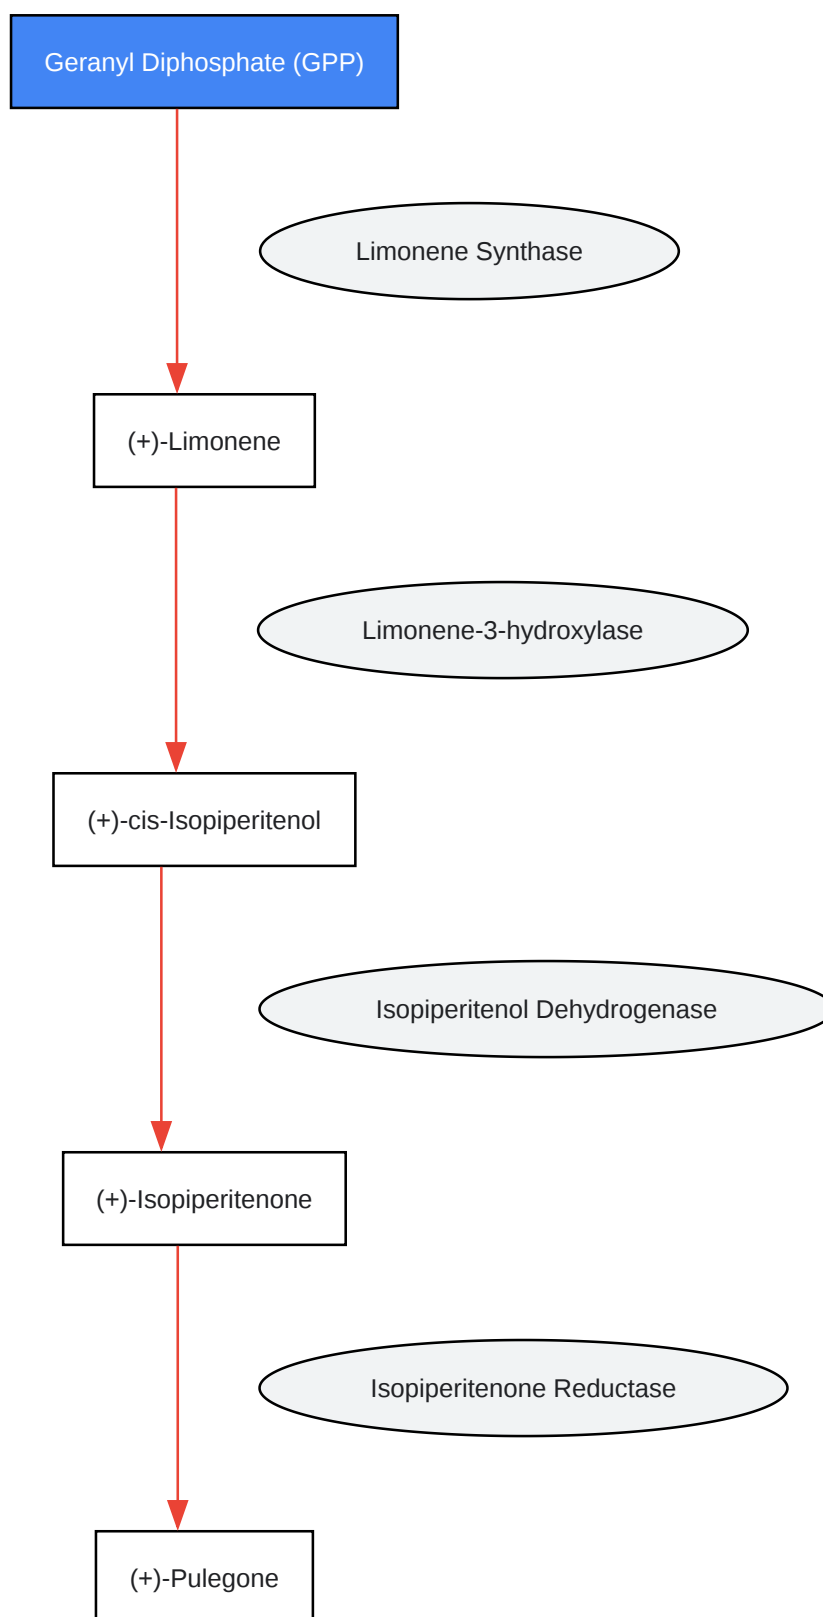 Geranyl Diphosphate (GPP)
Limonene Synthase
(+)-Limonene
Limonene-3-hydroxylase
(+)-cis-Isopiperitenol
Isopiperitenol Dehydrogenase
(+)-Isopiperitenone
Isopiperitenone Reductase
(+)-Pulegone